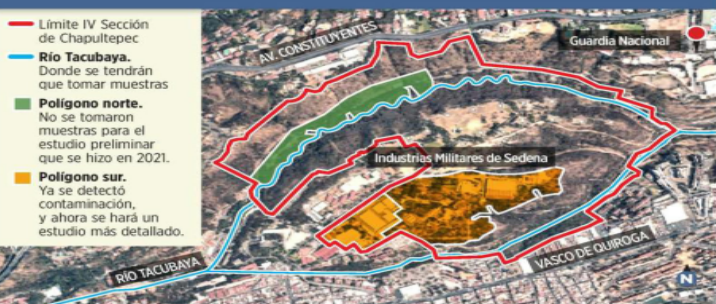 Límite IV Sección
de Chapultepec
Río Tacubaya.
Donde se tendrán
que tomar muestras
Polígono norte.
No se tomaron
muestras para el
estudio preliminar
que se hizo en 2021.
Polígono sur.
Ya se detectó
contaminación,
y ahora se hará un
estudio más detallado.
AV. CONSTITUYENTES
Guardia Nacional
Industrias Militares de Sedena
RÍO TACUBAYA
VASCO DE QUIROGA
N